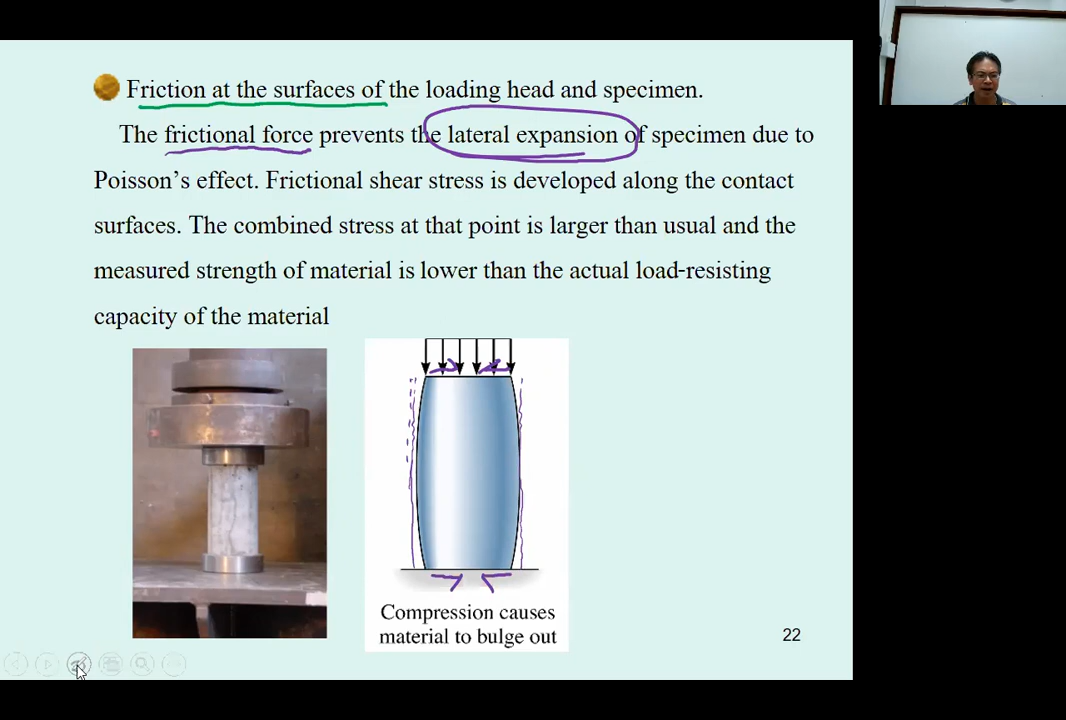 Friction at the surfaces of the loading head and specimen.
The frictional force prevents the lateral expansion of specimen due to
Poisson’s effect. Frictional shear stress is developed along the contact
surfaces. The combined stress at that point is larger than usual and the
measured strength of material is lower than the actual load-resisting
capacity of the material
Compression causes
material to bulge out
22